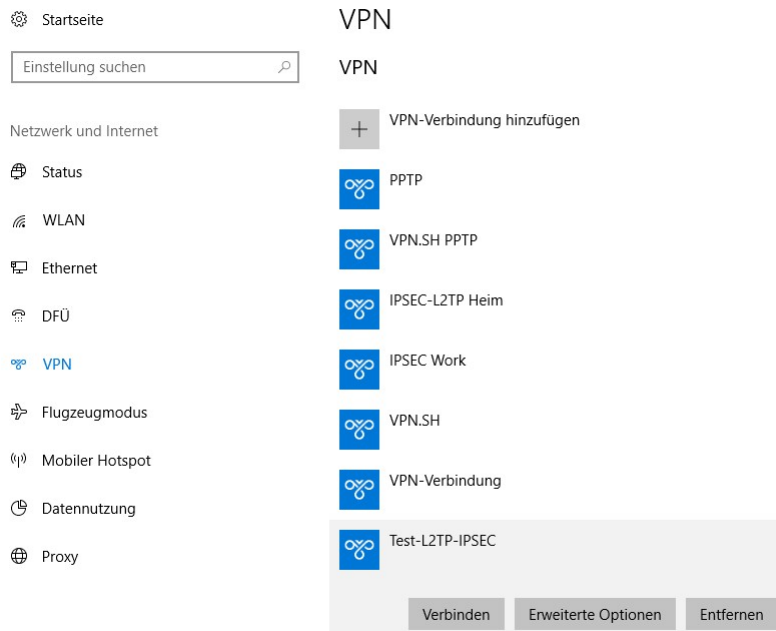 Startseite
Einstellung suchen
Netzwerk und Internet
Status
WLAN
Ethernet
DFÜ
VPN
Flugzeugmodus
Mobiler Hotspot
Datennutzung
Proxy
VPN
VPN
VPN-Verbindung hinzufügen
PPTP
VPN.SH PPTP
IPSEC-L2TP Heim
IPSEC Work
VPN.SH
VPN-Verbindung
Test-L2TP-IPSEC
Verbinden Erweiterte Optionen Entfernen